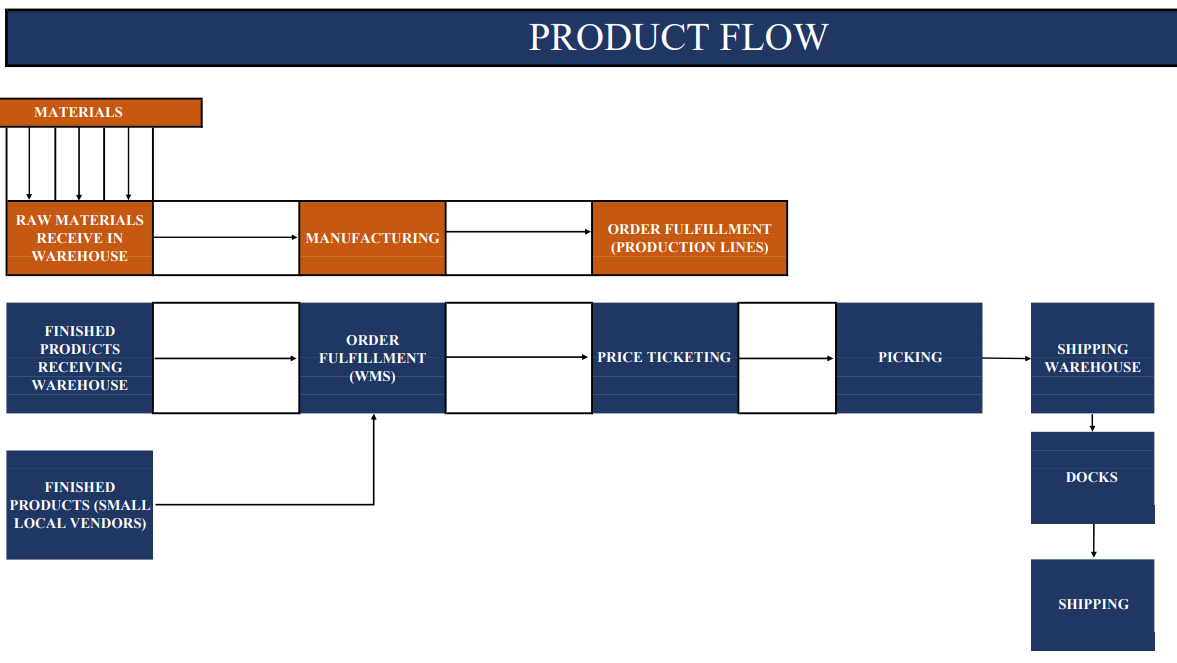 PRODUCT FLOW
MATERIALS
RAW MATERIALS
RECEIVE IN
WAREHOUSE
MANUFACTURING
ORDER FULFILLMENT
(PRODUCTION LINES)
FINISHED
PRODUCTS
RECEIVING
WAREHOUSE
ORDER
FULFILLMENT
(WMS)
PRICE TICKETING
PICKING
SHIPPING
WAREHOUSE
FINISHED
PRODUCTS (SMALL
LOCAL VENDORS)
DOCKS
SHIPPING